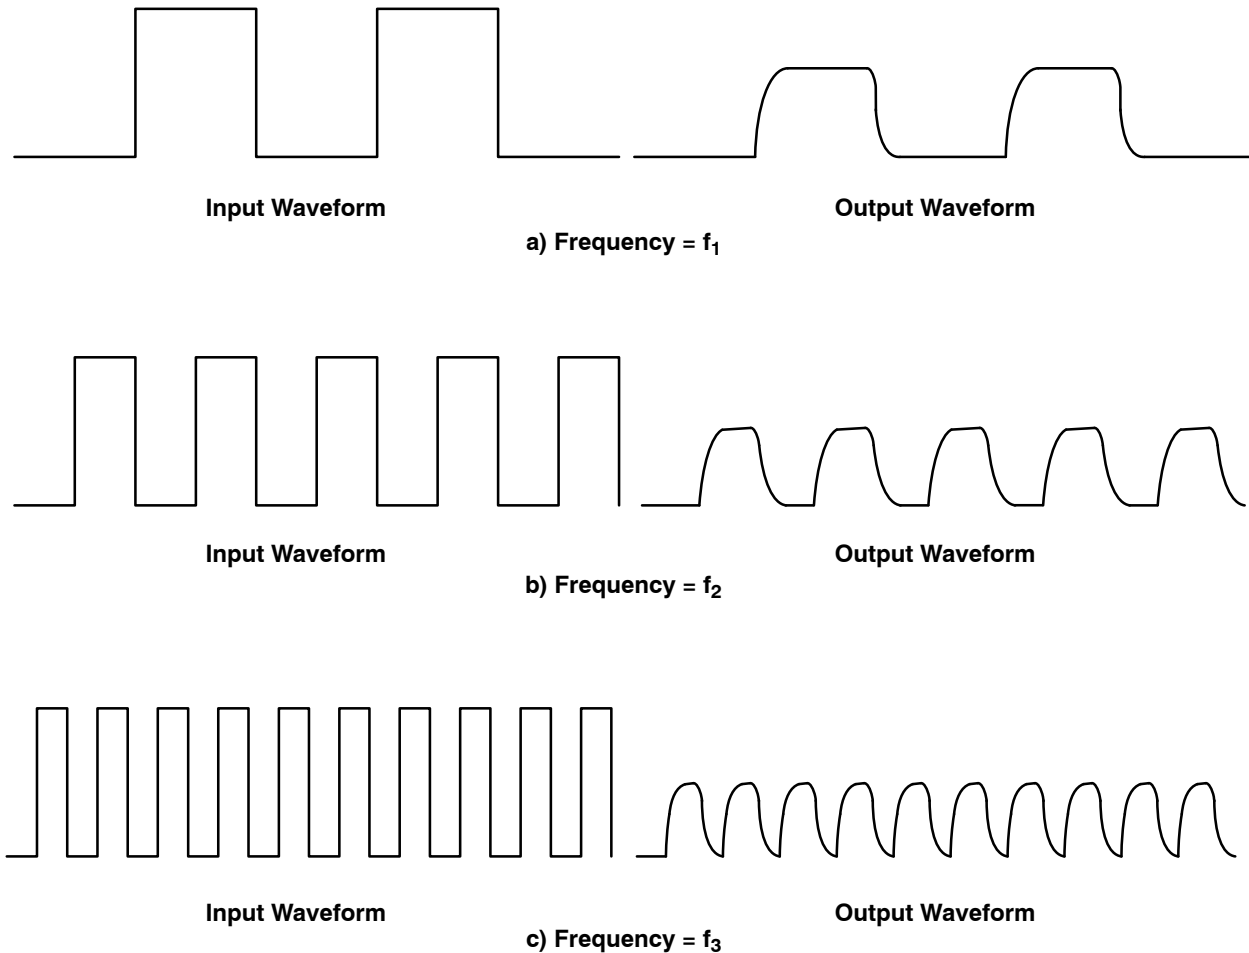 Input Waveform
Output Waveform
a) Frequency = f1
Input Waveform
Output Waveform
b) Frequency = f2
Input Waveform
Output Waveform
c) Frequency = f3